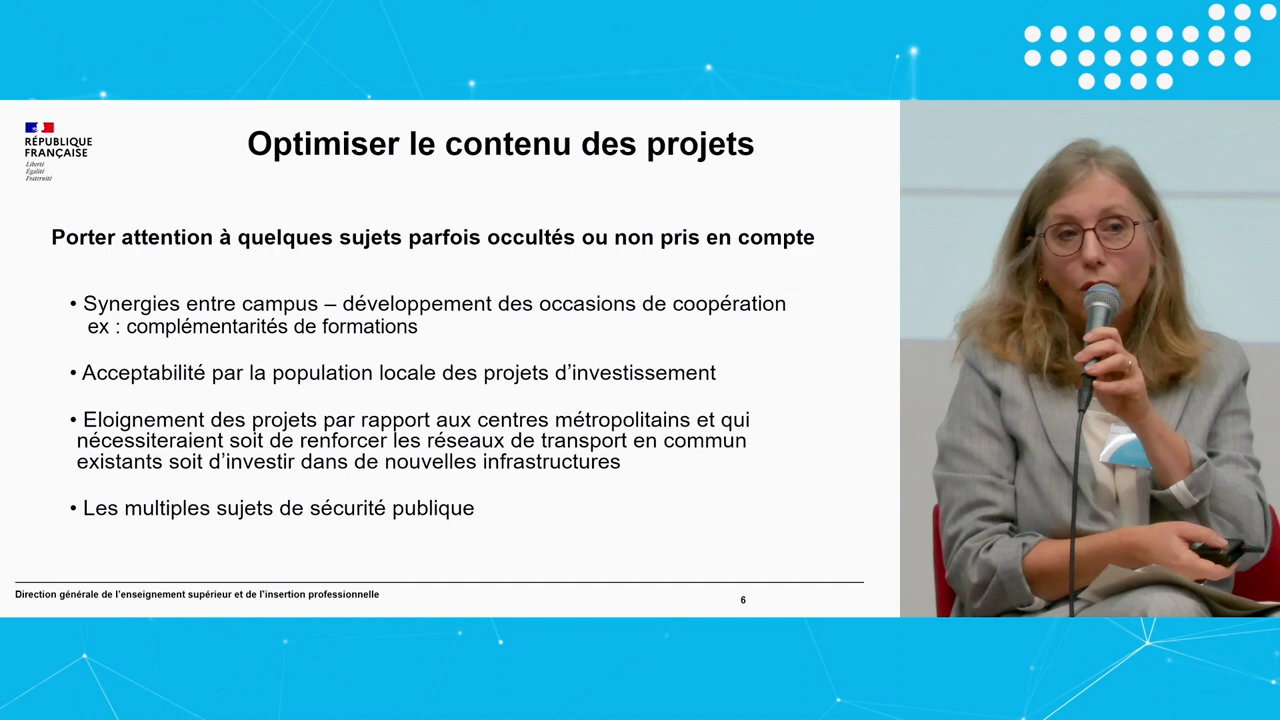 RÉPUBLIQUE
FRANÇAISE
Liberté
Égalité
Fraternité
Optimiser le contenu des projets
Porter attention à quelques sujets parfois occultés ou non pris en compte
• Synergies entre campus – développement des occasions de coopération
ex : complémentarités de formations
• Acceptabilité par la population locale des projets d’investissement
• Eloignement des projets par rapport aux centres métropolitains et qui
nécessiteraient soit de renforcer les réseaux de transport en commun
existants soit d’investir dans de nouvelles infrastructures
• Les multiples sujets de sécurité publique
Direction générale de l’enseignement supérieur et de l’insertion professionnelle
6